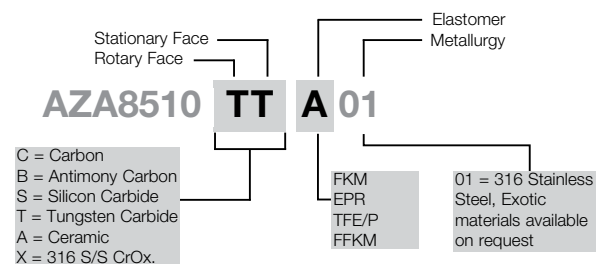 Elastomer
Stationary Face
Metallurgy
Rotary Face
AZA8510 TT A 01
C = Carbon
B = Antimony Carbon
S = Silicon Carbide
T = Tungsten Carbide
A = Ceramic
X = 316 S/S CrOx.
FKM
EPR
TFE/P
FFKM
01 = 316 Stainless
Steel, Exotic
materials available
on request